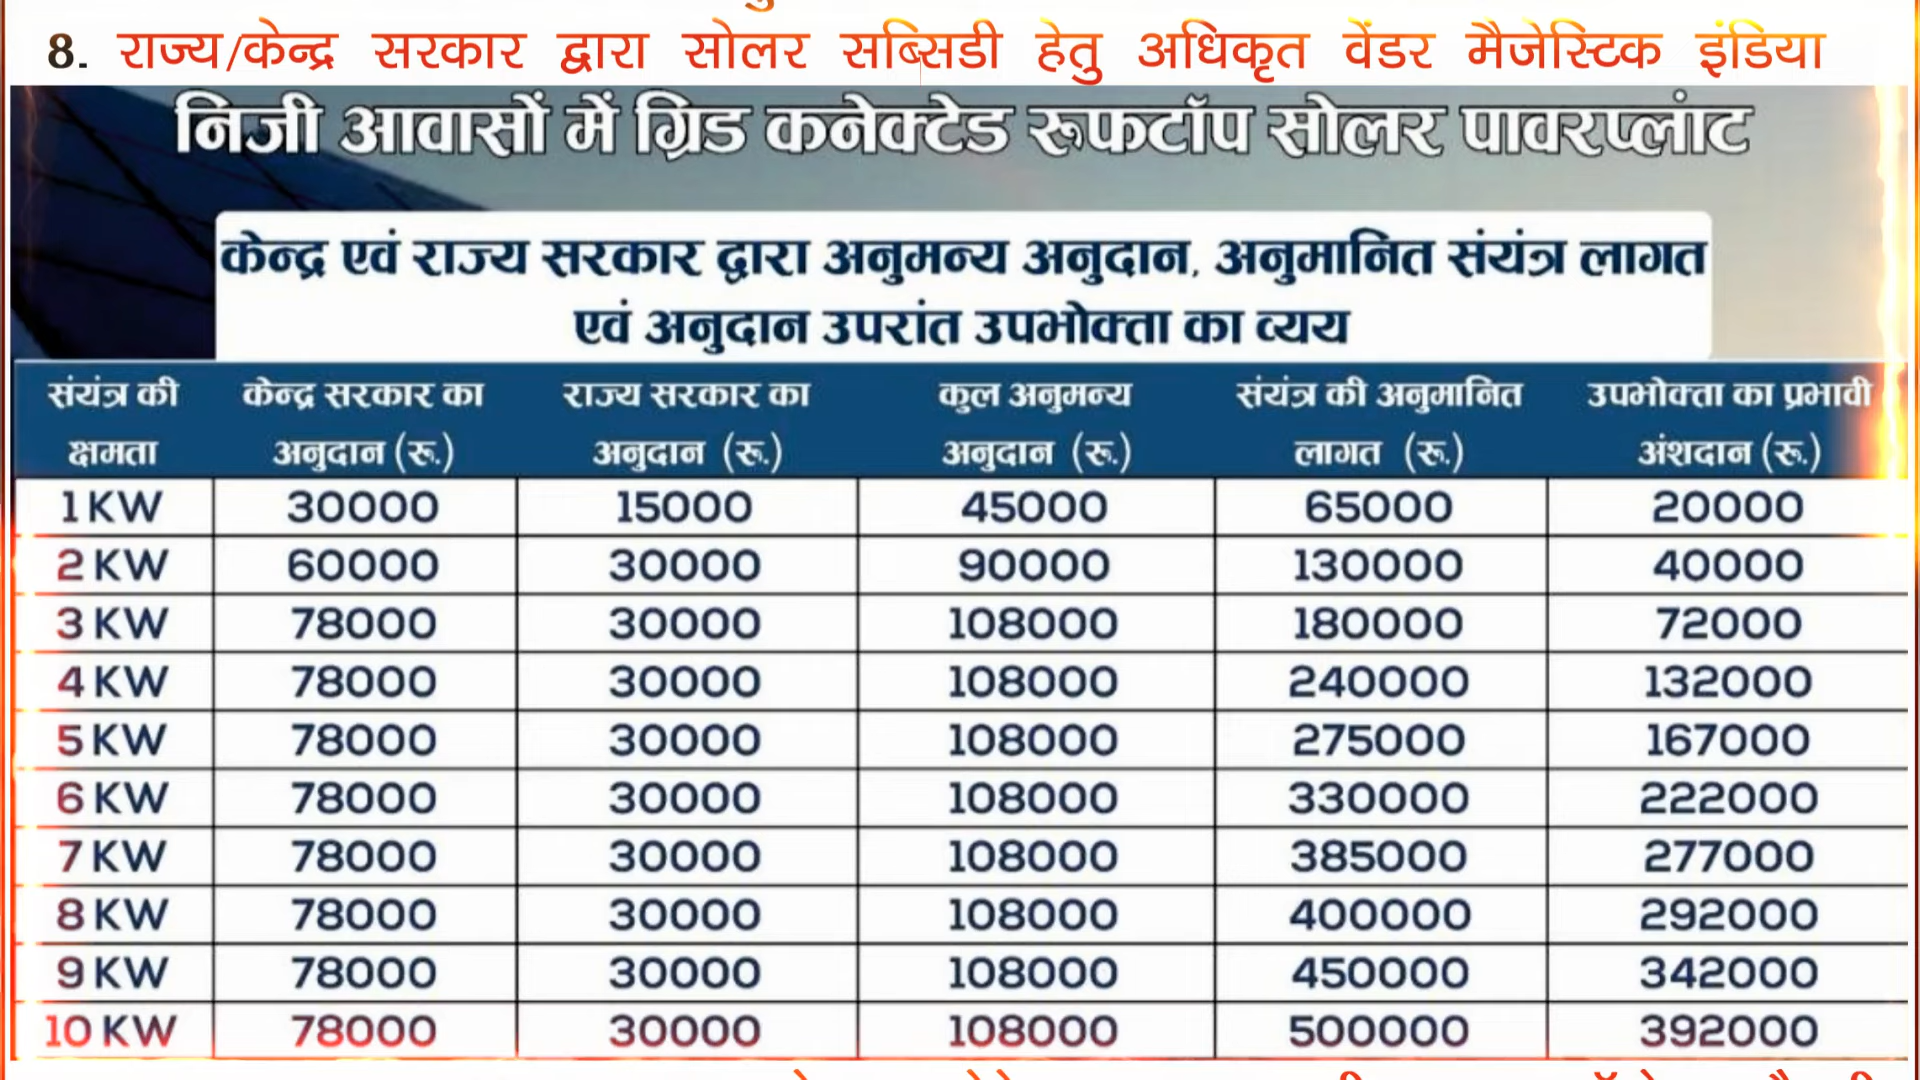 8. राज्य/केन्द्र सरकार द्वारा सोलर सब्सिडी हेतु अधिकृत वेंडर मैजेस्टिक इंडिया
निजी आवासों में ग्रिड कनेक्टेड रूफटॉप सोलर पावरप्लांट
केन्द्र एवं राज्य सरकार द्वारा अनुमन्य अनुदान, अनुमानित संयंत्र लागत
एवं अनुदान उपरांत उपभोक्ता का व्यय
संयंत्र की क्षमता केन्द्र सरकार का अनुदान (रू.) राज्य सरकार का अनुदान (रू.) कुल अनुमन्य अनुदान (रू.) संयंत्र की अनुमानित लागत (रू.) उपभोक्ता का प्रभावी अंशदान (रू.)
1 KW 30000 15000 45000 65000 20000
2 KW 60000 30000 90000 130000 40000
3 KW 78000 30000 108000 180000 72000
4 KW 78000 30000 108000 240000 132000
5 KW 78000 30000 108000 275000 167000
6 KW 78000 30000 108000 330000 222000
7 KW 78000 30000 108000 385000 277000
8 KW 78000 30000 108000 400000 292000
9 KW 78000 30000 108000 450000 342000
10 KW 78000 30000 108000 500000 392000